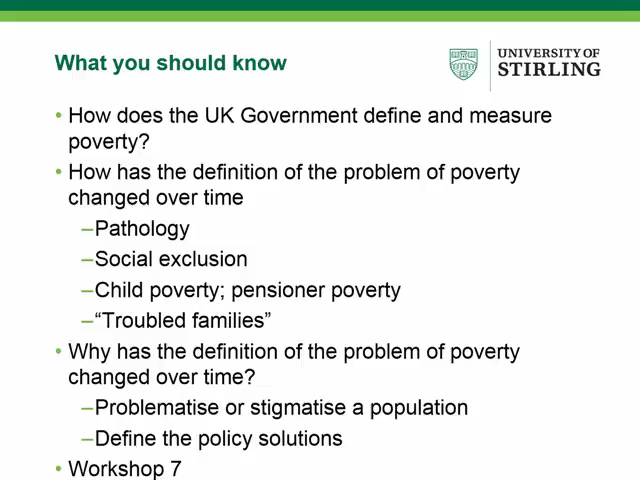 What you should know
UNIVERSITY OF
STIRLING
• How does the UK Government define and measure
poverty?
• How has the definition of the problem of poverty
changed over time
–Pathology
–Social exclusion
–Child poverty; pensioner poverty
–“Troubled families”
• Why has the definition of the problem of poverty
changed over time?
–Problematise or stigmatise a population
–Define the policy solutions
• Workshop 7